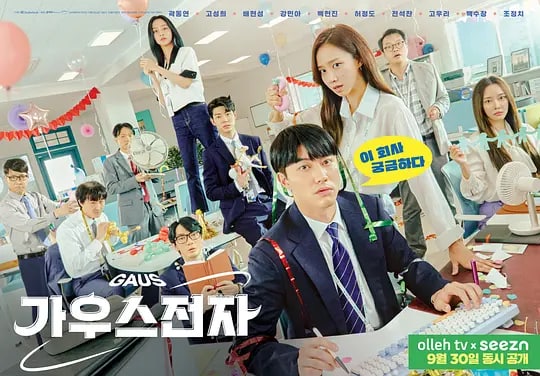 곽동연 고성희 배현성 강민아 백현진 허정도 전석찬 고우리 백수장 조정치
이 회사
궁금하다
GAUS
가우스전자
olleh tv x seezn
9월 30일 동시 공개